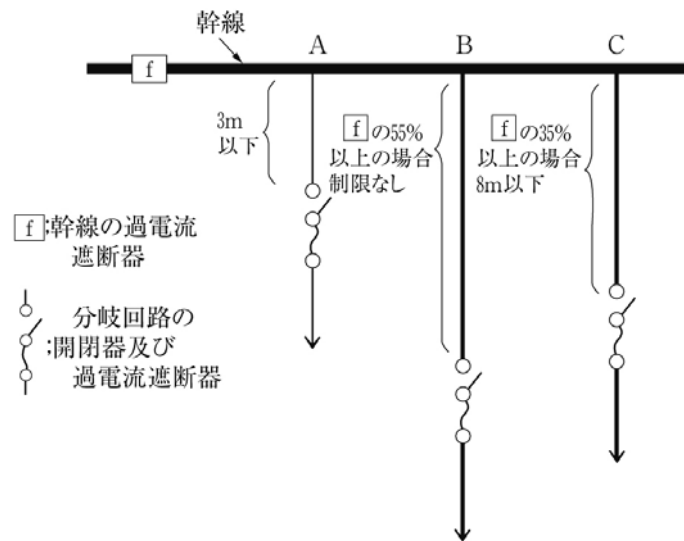 幹線
A
B
C
f
3m
以下
fの55%
以上の場合
制限なし
fの35%
以上の場合
8m以下
f;幹線の過電流
遮断器
分岐回路の
;開閉器及び
過電流遮断器